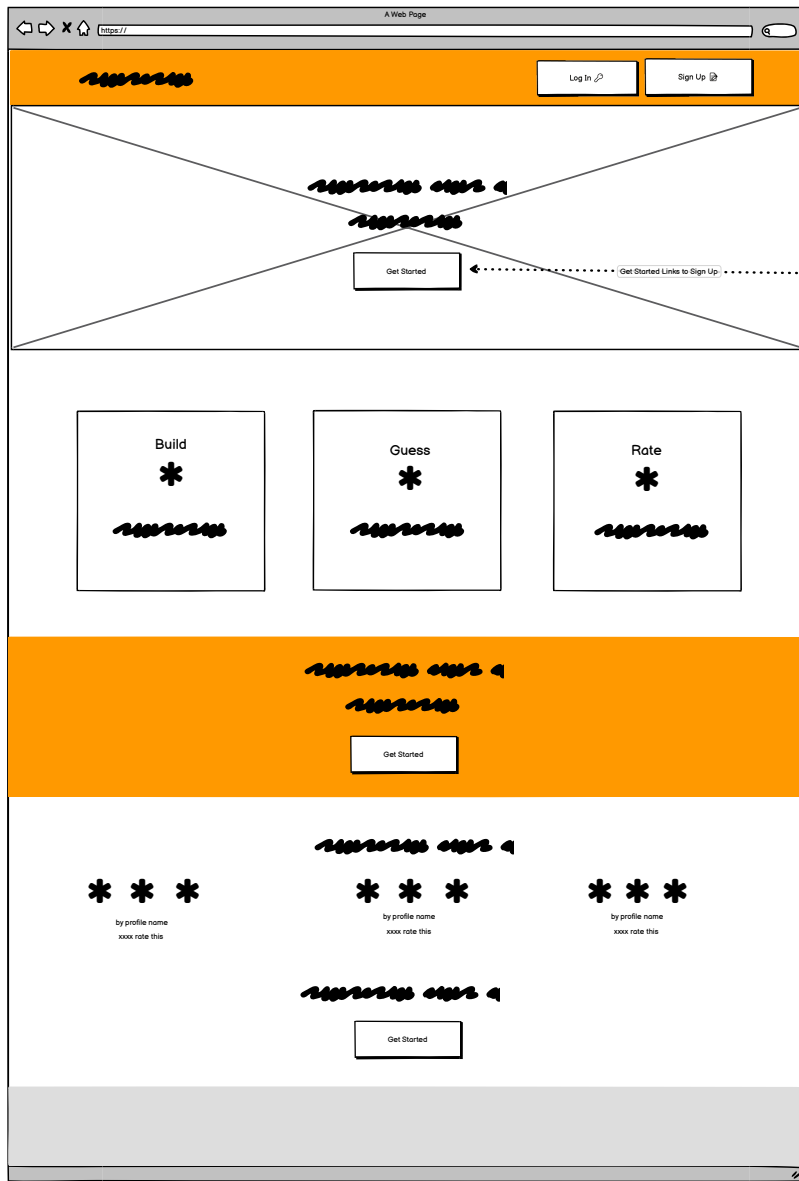 A Web Page
https://
Log In
Sign Up
Get Started
Get Started Links to Sign Up
Build
Guess
Rate
Get Started
by profile name
xxxx rate this
by profile name
xxxx rate this
by profile name
xxxx rate this
Get Started